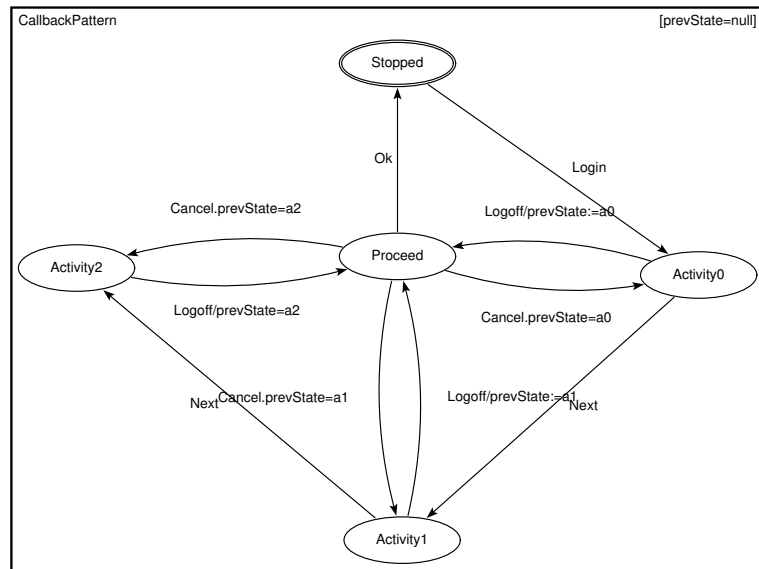 CallbackPattern
[prevState=null]
Stopped
Ok
Login
Cancel.prevState=a2
Logoff/prevState:=a0
Activity2
Proceed
Activity0
Logoff/prevState=a2
Cancel.prevState=a0
Next
Cancel.prevState=a1
Logoff/prevState:=a1
Next
Activity1